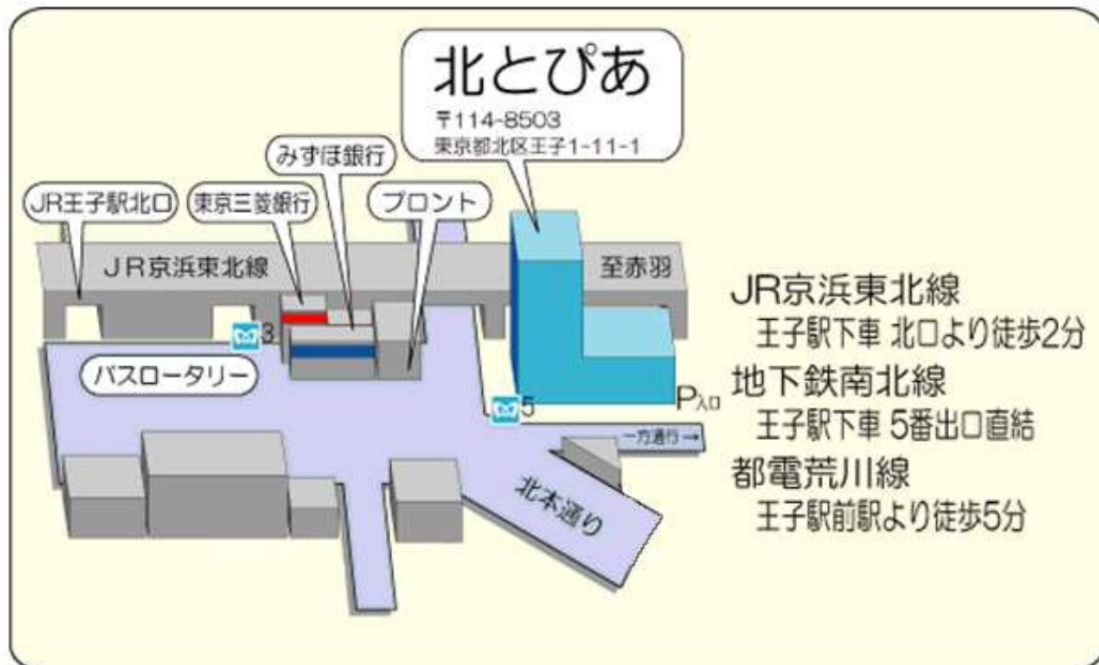 北とぴあ
〒114-8503
東京都北区王子1-11-1
みずほ銀行
JR王子駅北口
東京三菱銀行
プロント
JR京浜東北線
至赤羽
3
バスロータリー
5
P入口
一方通行→
北本通り
JR京浜東北線
王子駅下車 北口より徒歩2分
地下鉄南北線
王子駅下車 5番出口直結
都電荒川線
王子駅前駅より徒歩5分